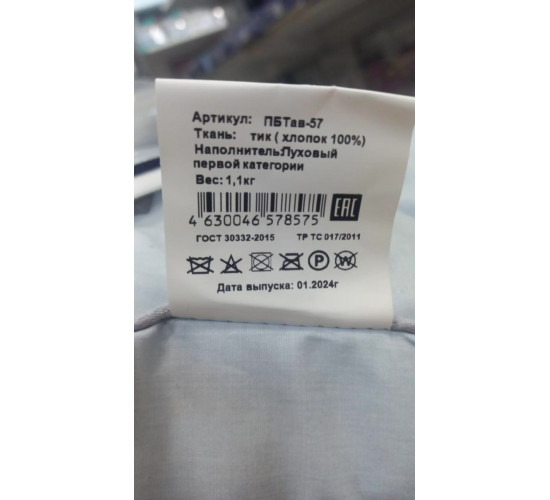 Артикул: ПБТав-57
Ткань: тик ( хлопок 100%)
Наполнитель:Пуховый
первой категории
Вес: 1,1кг
EAC
4 630046 578575
ГОСТ 30332-2015 ТР ТС 017/2011
P W
Дата выпуска: 01.2024г